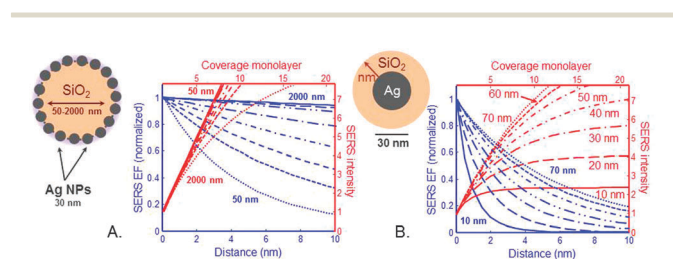 Coverage monolayer
5 10 15 20
SiO2
50-2000 nm
Ag NPs
30 nm
A.
SERS EF (normalized)
1
0.8
0.6
0.4
0.2
0 2 4 6 8 10
Distance (nm)
50 nm
2000 nm
2000 nm
50 nm
7
6
5
4
3
2
1
0
SERS intensity
Coverage monolayer
5 10 15 20
SiO2
nm
Ag
30 nm
B.
SERS EF (normalized)
1
0.8
0.6
0.4
0.2
0
0 2 4 6 8 10
Distance (nm)
60 nm
70 nm
50 nm
40 nm
30 nm
20 nm
10 nm
70 nm
10 nm
7
6
5
4
3
2
1
0
SERS intensity